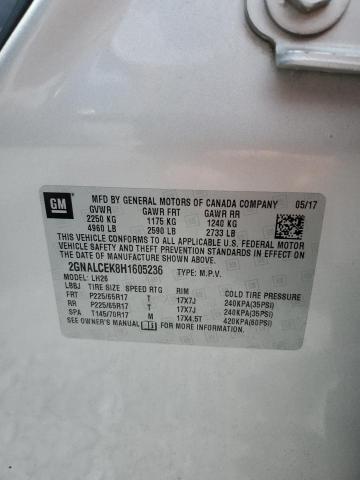 GM
MFD BY GENERAL MOTORS OF CANADA COMPANY 05/17
GVWR GAWR FRT GAWR RR
2250 KG 1175 KG 1240 KG
4960 LB 2590 LB 2733 LB
THIS VEHICLE CONFORMS TO ALL APPLICABLE U.S. FEDERAL MOTOR
VEHICLE SAFETY AND THEFT PREVENTION STANDARDS IN EFFECT ON
THE DATE OF MANUFACTURE SHOWN ABOVE.
2GNALCEK8H1605236 TYPE: M.P.V.
MODEL: LH26
LBBJ TIRE SIZE SPEED RTG RIM COLD TIRE PRESSURE
FRT P225/65R17 T 17X7J 240KPA(35PSI)
RR P225/65R17 T 17X7J 240KPA(35PSI)
SPA T145/70R17 M 17X4.5T 420KPA(60PSI)
SEE OWNER'S MANUAL FOR MORE INFORMATION